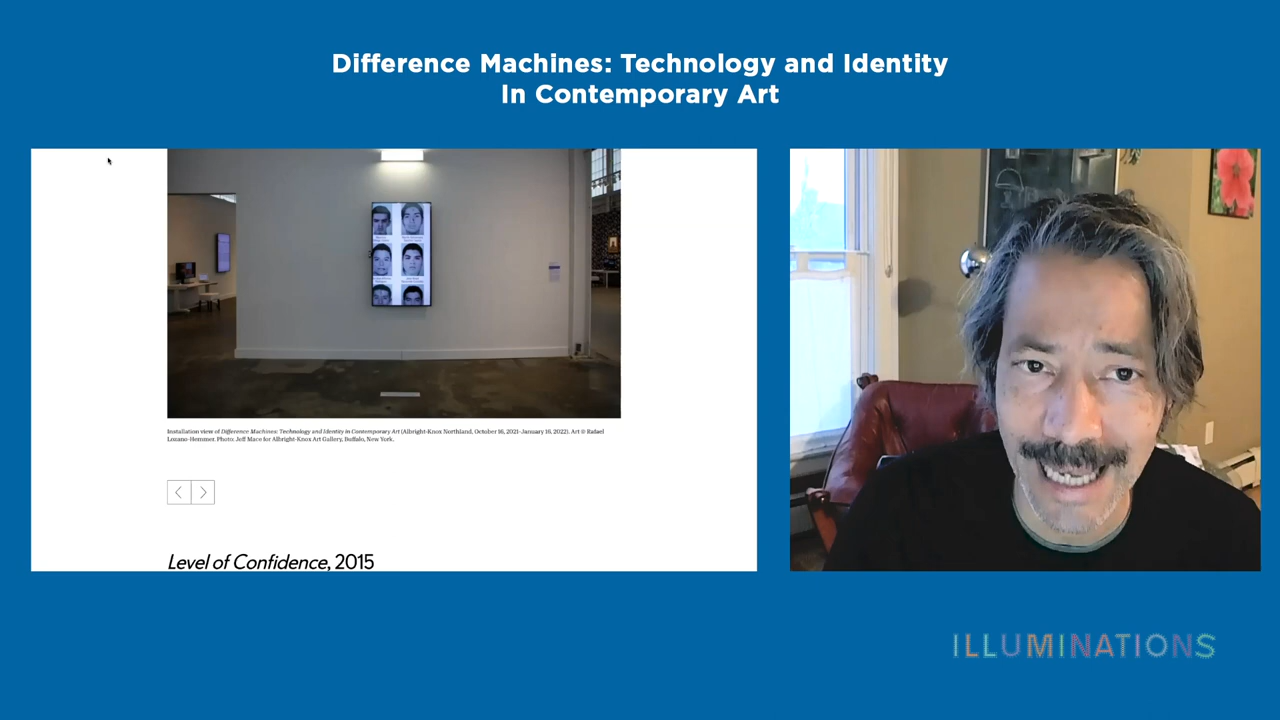 Difference Machines: Technology and Identity
In Contemporary Art
Installation view of Difference Machines: Technology and Identity in Contemporary Art (Albright-Knox Northland, October 16, 2021–January 16, 2022). Art © Rafael
Lozano-Hemmer. Photo: Jeff Mace for Albright-Knox Art Gallery, Buffalo, New York.
Level of Confidence, 2015
ILLUMINATIONS